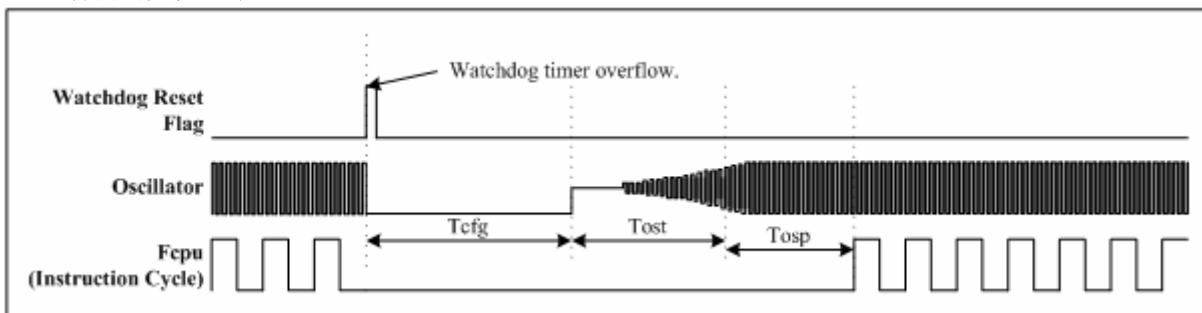 Watchdog timer overflow.
Watchdog Reset
Flag
Oscillator
Tcfg
Tost
Tosp
Fcpu
(Instruction Cycle)